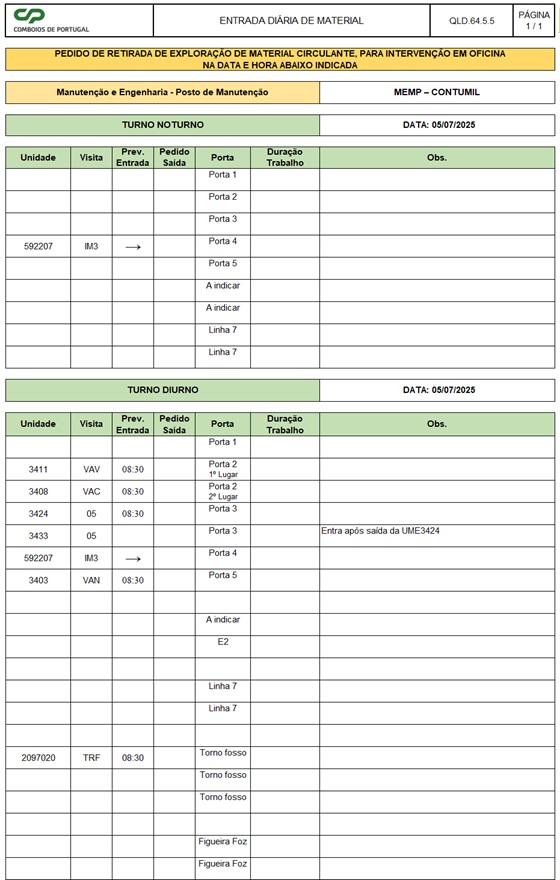 CP
COMBOIOS DE PORTUGAL
ENTRADA DIÁRIA DE MATERIAL
QLD.64.5.5
PÁGINA
1 / 1
PEDIDO DE RETIRADA DE EXPLORAÇÃO DE MATERIAL CIRCULANTE, PARA INTERVENÇÃO EM OFICINA
NA DATA E HORA ABAIXO INDICADA
Manutenção e Engenharia - Posto de Manutenção MEMP – CONTUMIL
TURNO NOTURNO DATA: 05/07/2025
Unidade Visita Prev. Entrada Pedido Saída Porta Duração Trabalho Obs.
Porta 1
Porta 2
Porta 3
592207 IM3 → Porta 4
Porta 5
A indicar
A indicar
Linha 7
Linha 7
TURNO DIURNO DATA: 05/07/2025
Unidade Visita Prev. Entrada Pedido Saída Porta Duração Trabalho Obs.
Porta 1
3411 VAV 08:30 Porta 2 1º Lugar
3408 VAC 08:30 Porta 2 2º Lugar
3424 05 08:30 Porta 3
3433 05 Porta 3 Entra após saída da UME3424
592207 IM3 → Porta 4
3403 VAN 08:30 Porta 5
A indicar
E2
Linha 7
Linha 7
2097020 TRF 08:30 Torno fosso
Torno fosso
Torno fosso
Figueira Foz
Figueira Foz